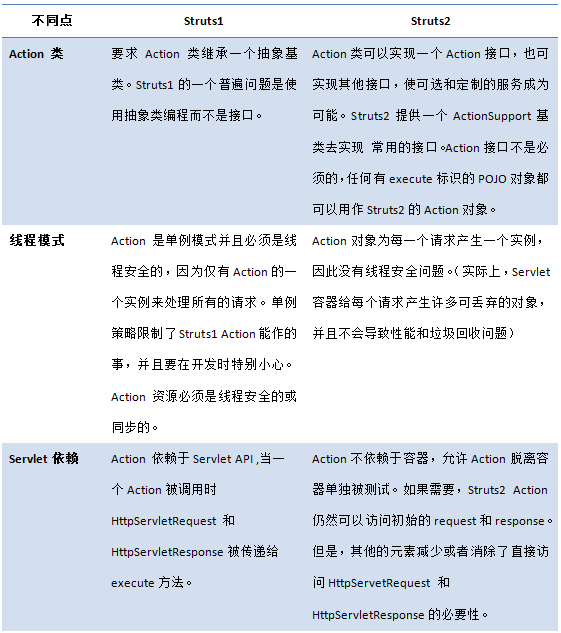 不同点 Struts1 Struts2
Action 类
要求 Action 类继承一个抽象基
类。Struts1的一个普遍问题是使
用抽象类编程而不是接口。
Action 类可以实现一个 Action 接口，也可
实现其他接口，使可选和定制的服务成为
可能。Struts2 提供一个 ActionSupport 基
类去实现 常用的接口。Action 接口不是必
须的，任何有 execute 标识的 POJO 对象都
可以用作 Struts2 的 Action 对象。
线程模式
Action 是单例模式并且必须是线
程安全的，因为仅有 Action 的一
个实例来处理所有的请求。单例
策略限制了 Struts1 Action 能作的
事，并且要在开发时特别小心。
Action 资源必须是线程安全的或
同步的。
Action 对象为每一个请求产生一个实例，
因此没有线程安全问题。（实际上，Servlet
容器给每个请求产生许多可丢弃的对象，
并且不会导致性能和垃圾回收问题）
Servlet 依赖
Action 依赖于 Servlet API ,当一
个 Action 被调用时
HttpServletRequest 和
HttpServletResponse 被传递给
execute 方法。
Action 不依赖于容器，允许 Action 脱离容
器单独被测试。如果需要，Struts2 Action
仍然可以访问初始的 request 和 response。
但是，其他的元素减少或者消除了直接访
问 HttpServetRequest 和
HttpServletResponse 的必要性。